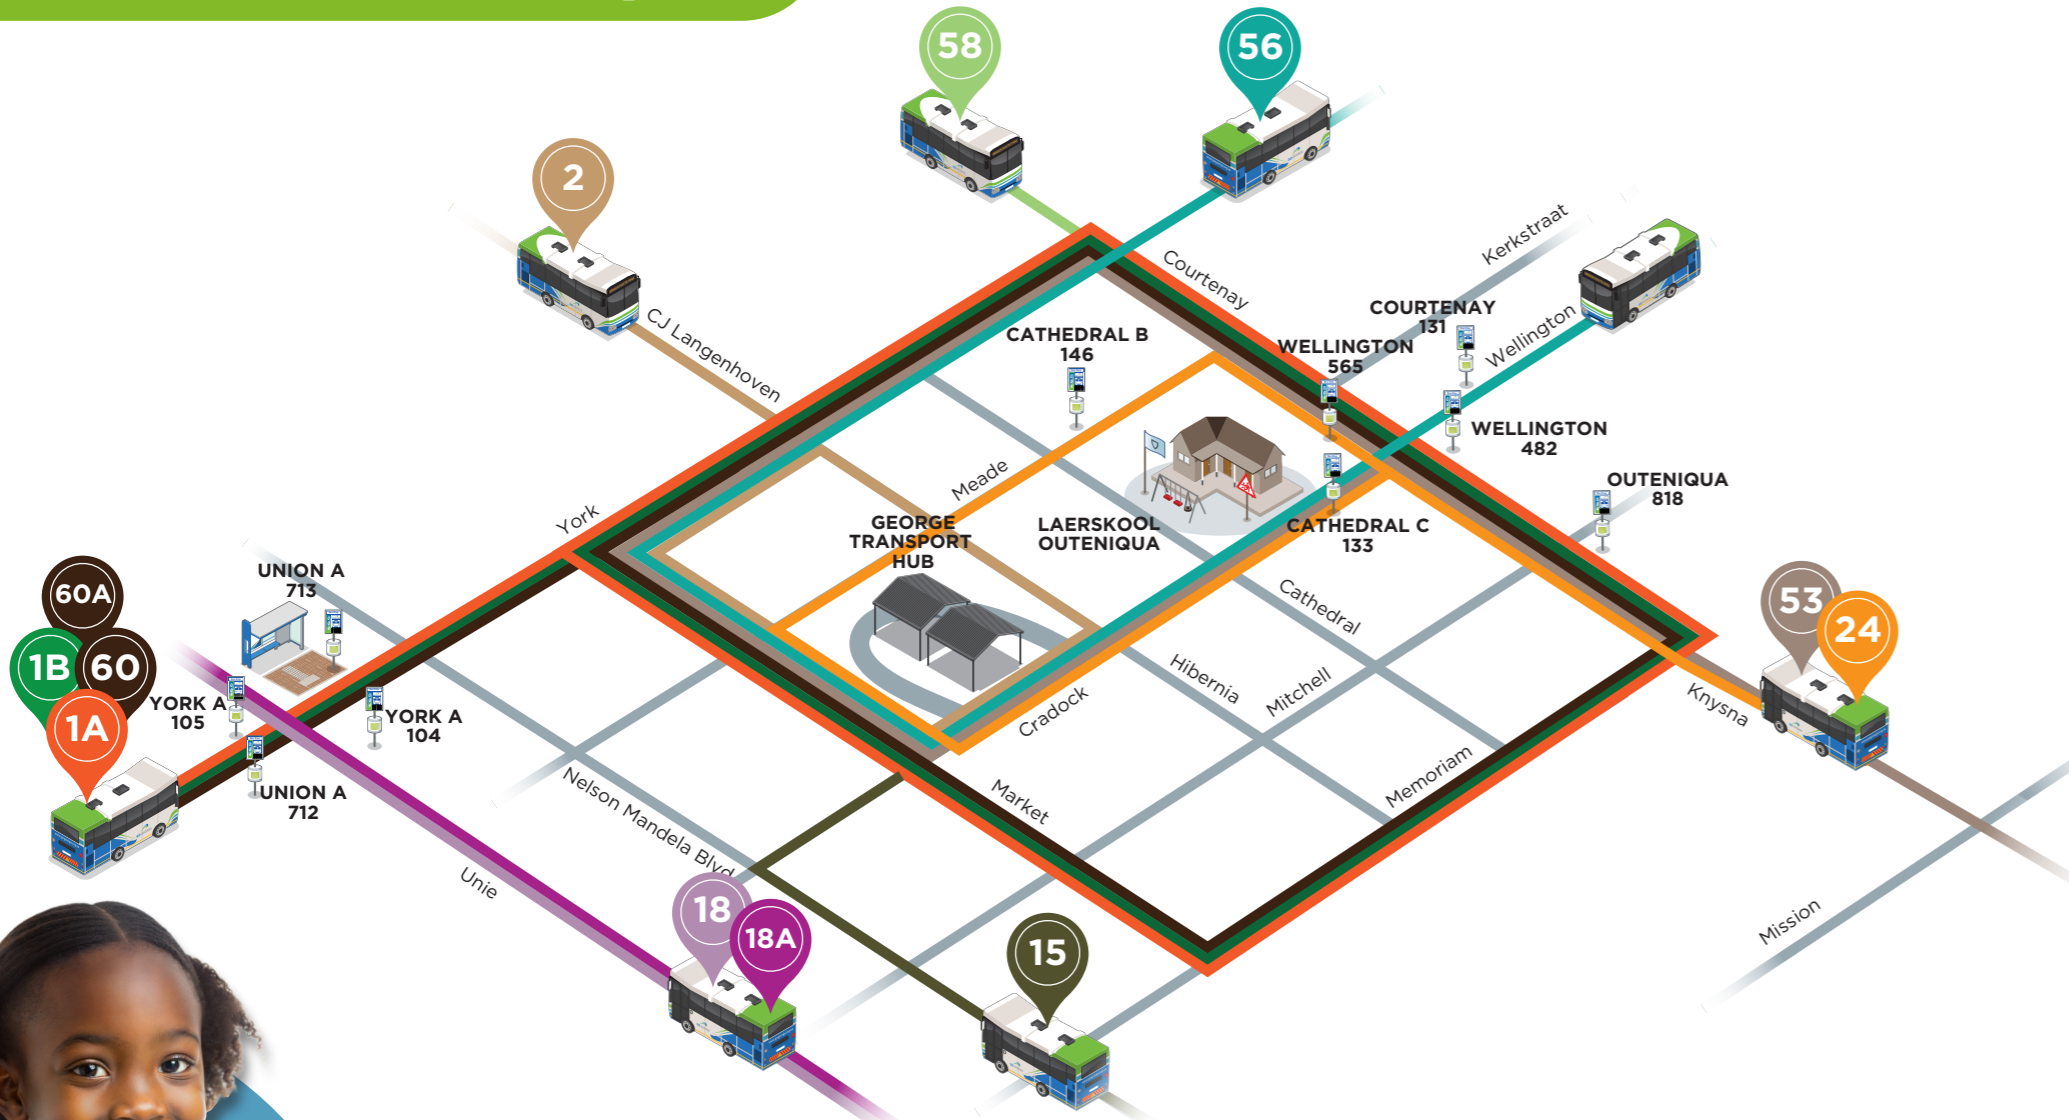 58
56
2
Kerkstraat
Courtenay
COURTENAY
131
CJ Langenhoven
CATHEDRAL B
146
WELLINGTON
565
Wellington
WELLINGTON
482
Meade
OUTENIQUA
818
York
GEORGE
TRANSPORT
HUB
LAERSKOOL
OUTENIQUA
CATHEDRAL C
133
UNION A
713
60A
1B
60
1A
YORK A
105
YORK A
104
UNION A
712
Cathedral
53
24
Hibernia
Mitchell
Cradock
Knysna
Nelson Mandela Blvd
Market
Memoriam
Unie
18
18A
15
Mission